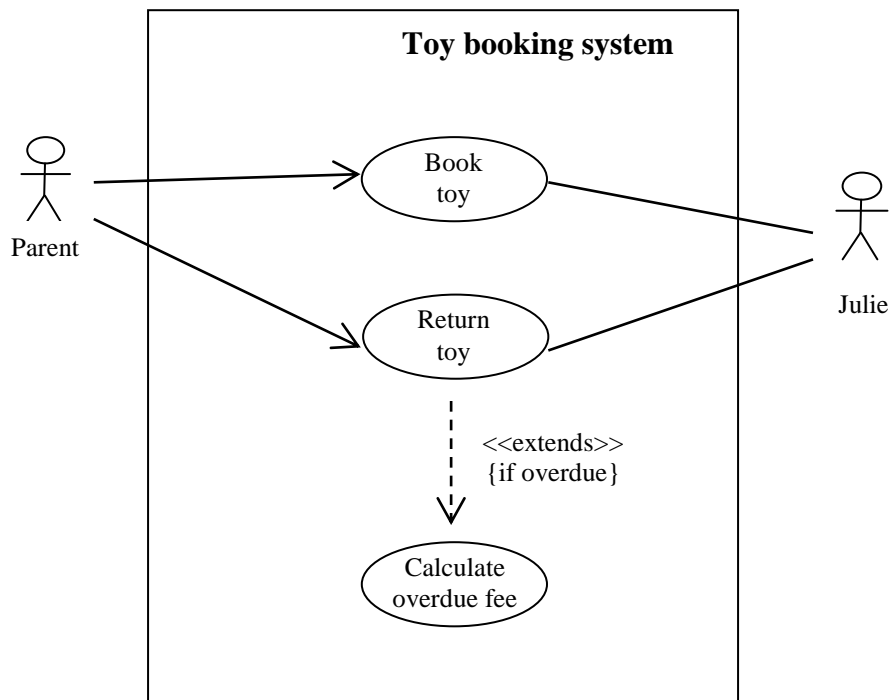 Toy booking system
Book
toy
Parent
Julie
Return
toy
<<extends>>
{if overdue}
Calculate
overdue fee